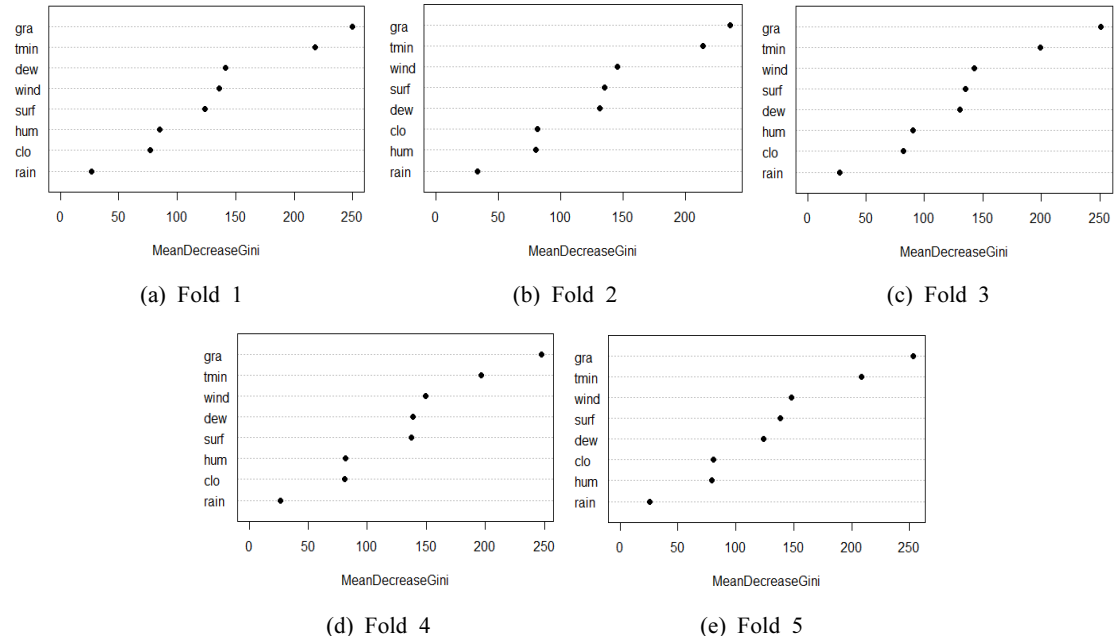 gra
tmin
dew
wind
surf
hum
clo
rain
0 50 100 150 200 250
MeanDecreaseGini
(a) Fold 1
gra
tmin
wind
surf
dew
clo
hum
rain
0 50 100 150 200
MeanDecreaseGini
(b) Fold 2
gra
tmin
wind
surf
dew
hum
clo
rain
0 50 100 150 200 250
MeanDecreaseGini
(c) Fold 3
gra
tmin
wind
dew
surf
hum
clo
rain
0 50 100 150 200 250
MeanDecreaseGini
(d) Fold 4
gra
tmin
wind
surf
dew
clo
hum
rain
0 50 100 150 200 250
MeanDecreaseGini
(e) Fold 5